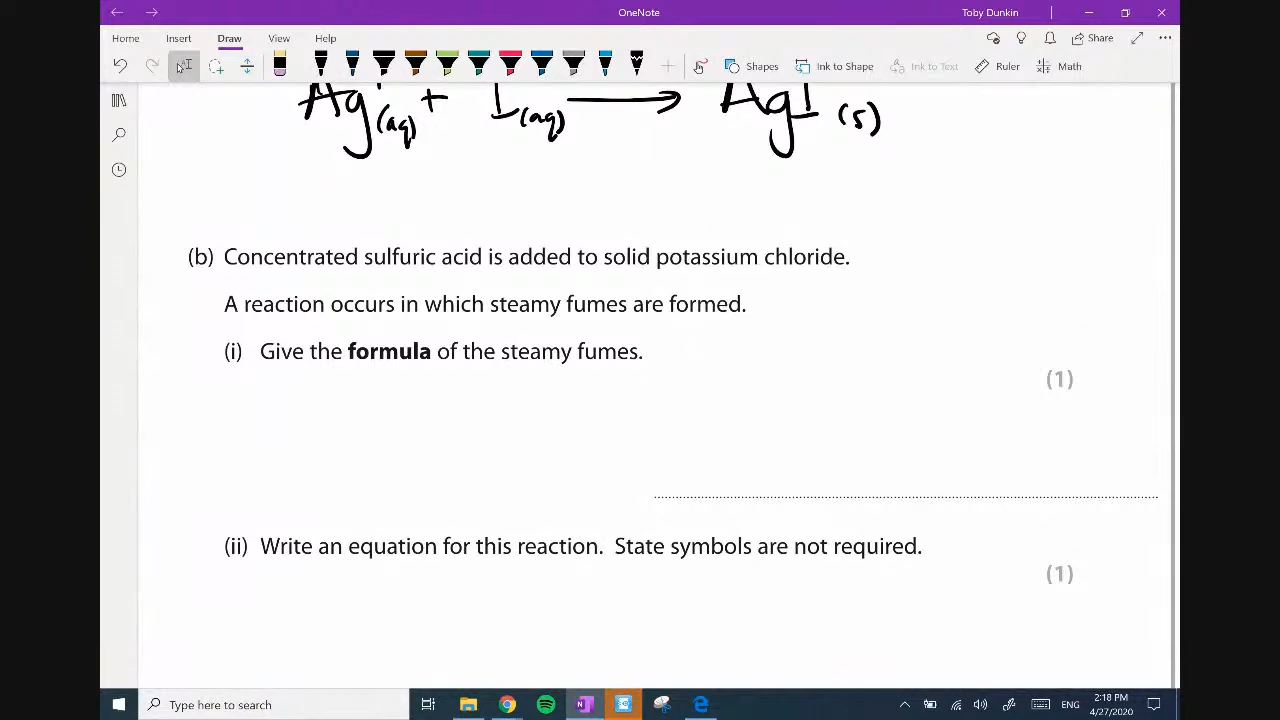 OneNote
Toby Dunkin
Home Insert Draw View Help
Share
Shapes Ink to Shape Ink to Text Ruler Math
Ag+(aq) + I(aq) → AgI(s)
(b) Concentrated sulfuric acid is added to solid potassium chloride.
A reaction occurs in which steamy fumes are formed.
(i) Give the formula of the steamy fumes.
(1)
(ii) Write an equation for this reaction. State symbols are not required.
(1)
Type here to search
ENG
2:18 PM
4/27/2020